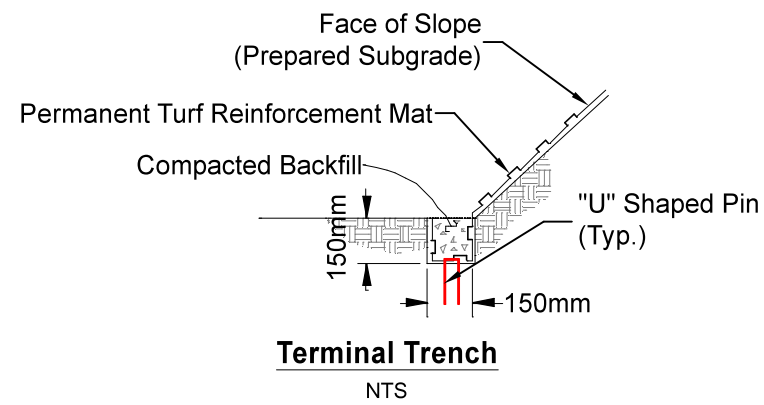 Face of Slope
(Prepared Subgrade)
Permanent Turf Reinforcement Mat
Compacted Backfill
"U" Shaped Pin
(Typ.)
150mm
150mm
Terminal Trench
NTS